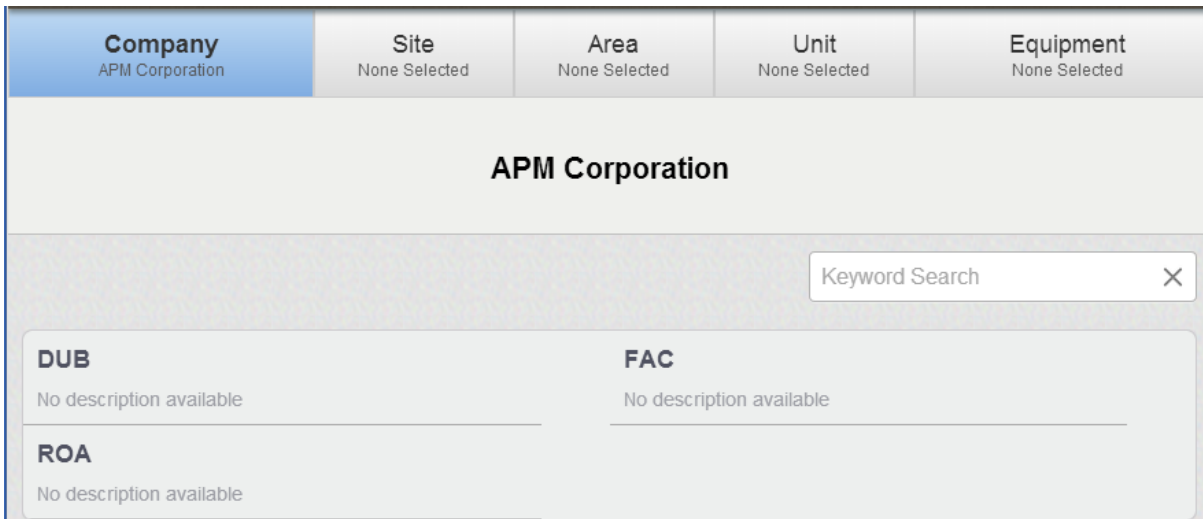 Company Site Area Unit Equipment
APM Corporation None Selected None Selected None Selected None Selected
APM Corporation
Keyword Search
DUB FAC
No description available No description available
ROA
No description available